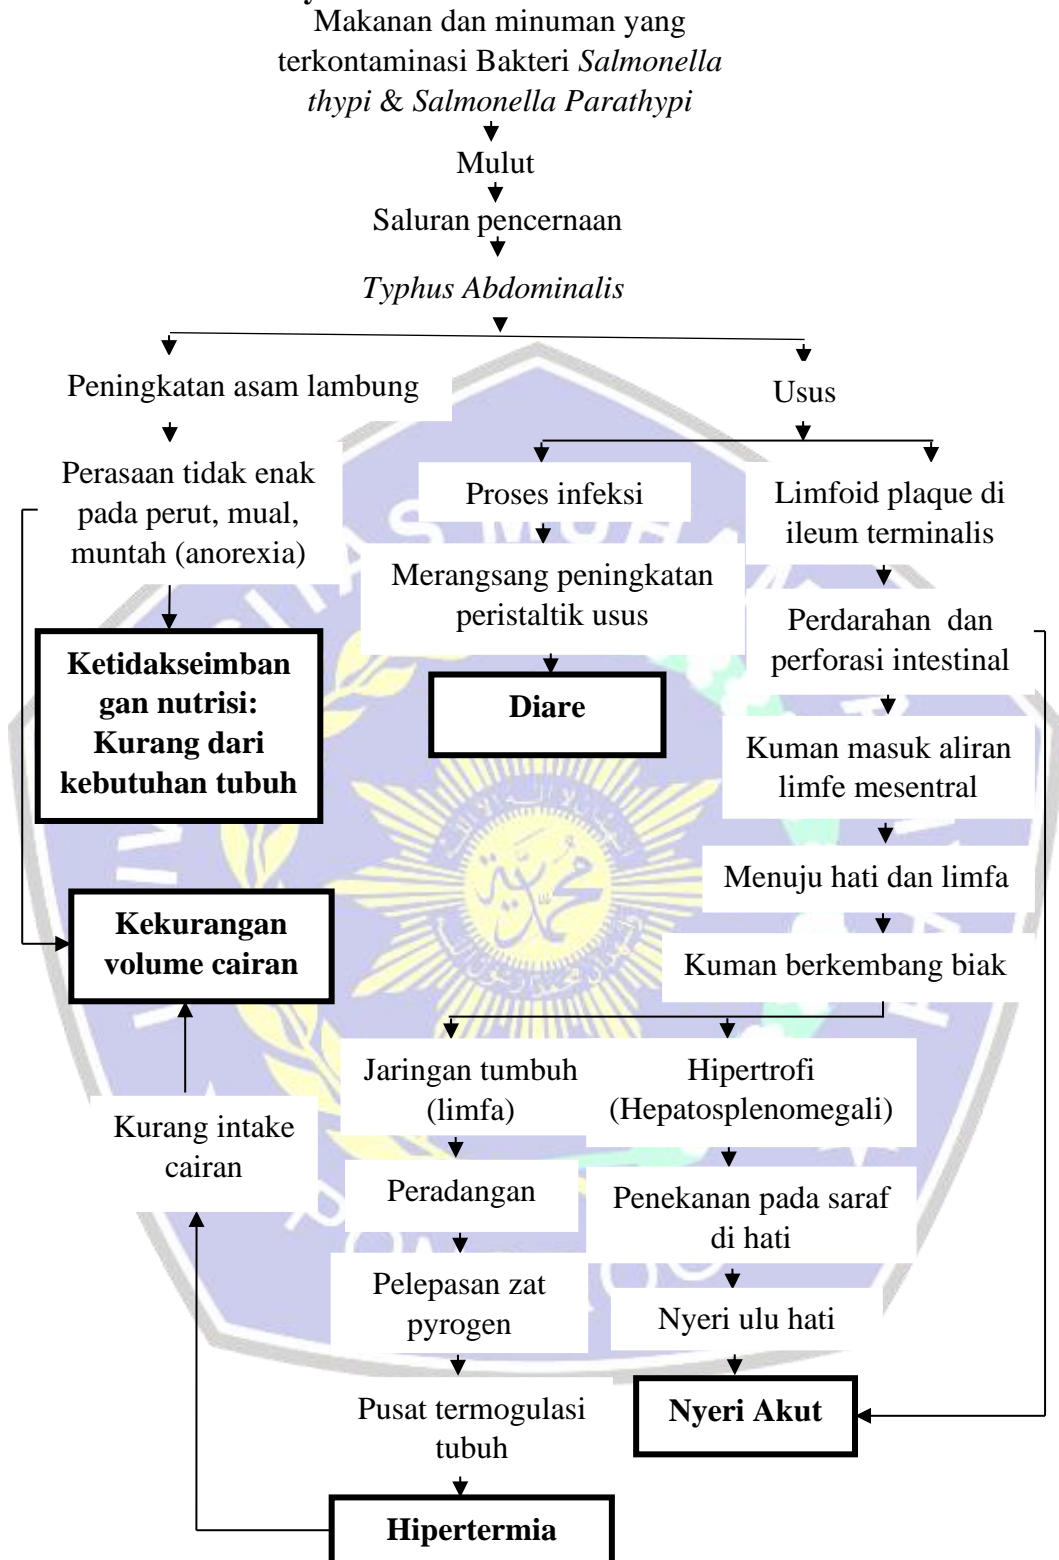 Makanan dan minuman yang
terkontaminasi Bakteri Salmonella
thypi & Salmonella Parathypi
Mulut
Saluran pencernaan
Typhus Abdominalis
Peningkatan asam lambung
Usus
Perasaan tidak enak
pada perut, mual,
muntah (anorexia)
Proses infeksi
Limfoid plaque di
ileum terminalis
Merangsang peningkatan
peristaltik usus
Perdarahan dan
perforasi intestinal
Ketidakseimban
gan nutrisi:
Kurang dari
kebutuhan tubuh
Diare
Kuman masuk aliran
limfe mesentral
Menuju hati dan limfa
Kekurangan
volume cairan
Kuman berkembang biak
Jaringan tumbuh
(limfa)
Hipertrofi
(Hepatosplenomegali)
Kurang intake
cairan
Peradangan
Penekanan pada saraf
di hati
Pelepasan zat
pyrogen
Nyeri ulu hati
Pusat termogulasi
tubuh
Nyeri Akut
Hipertermia